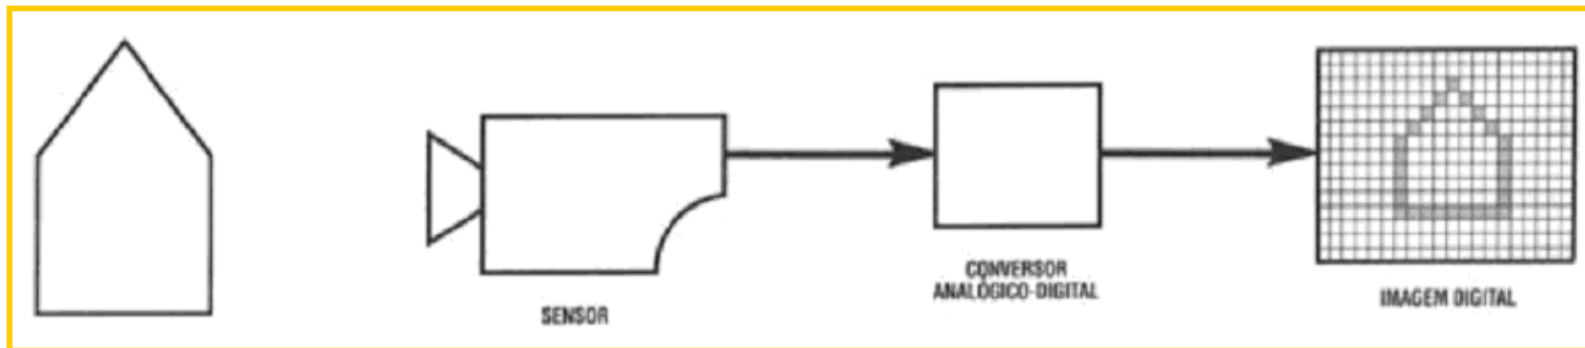 SENSOR
CONVERSOR
ANALÓGICO-DIGITAL
IMAGEM DIGITAL